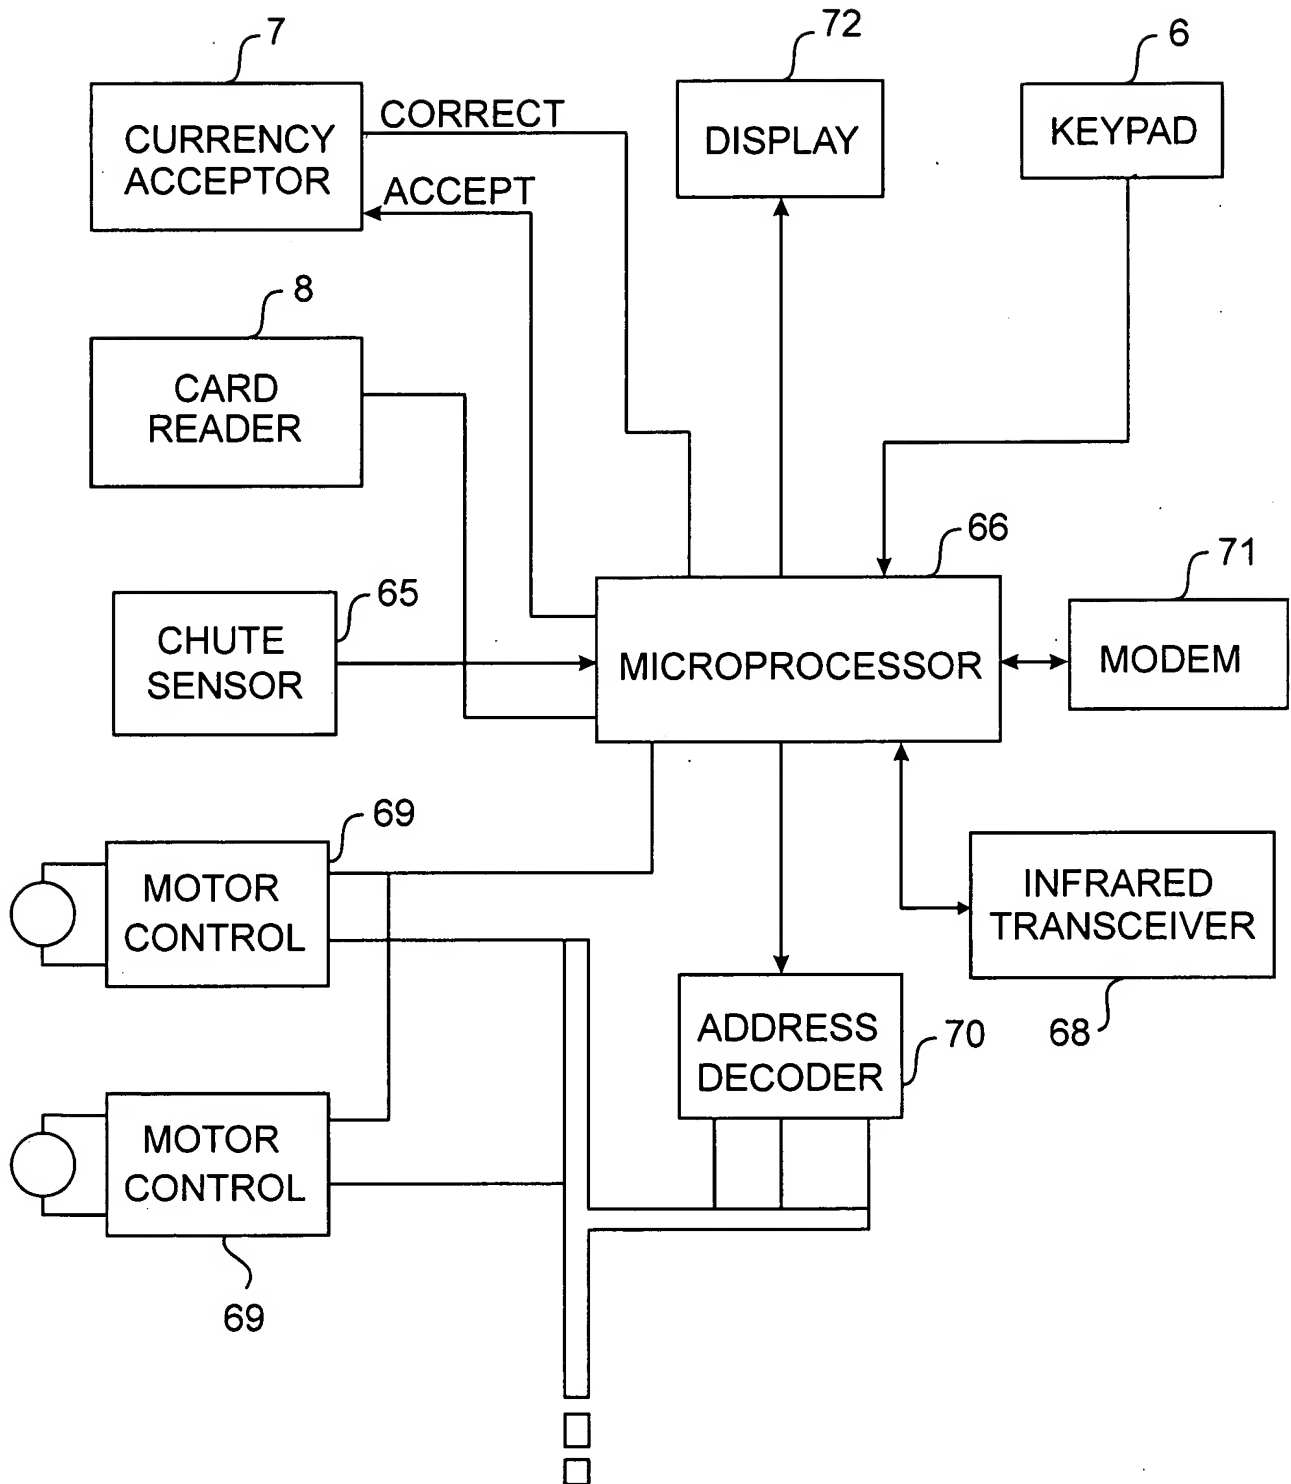 7
72
6
CURRENCY
ACCEPTOR
CORRECT
ACCEPT
DISPLAY
KEYPAD
8
CARD
READER
66
71
65
CHUTE
SENSOR
MICROPROCESSOR
MODEM
69
MOTOR
CONTROL
INFRARED
TRANSCEIVER
68
ADDRESS
DECODER
70
MOTOR
CONTROL
69